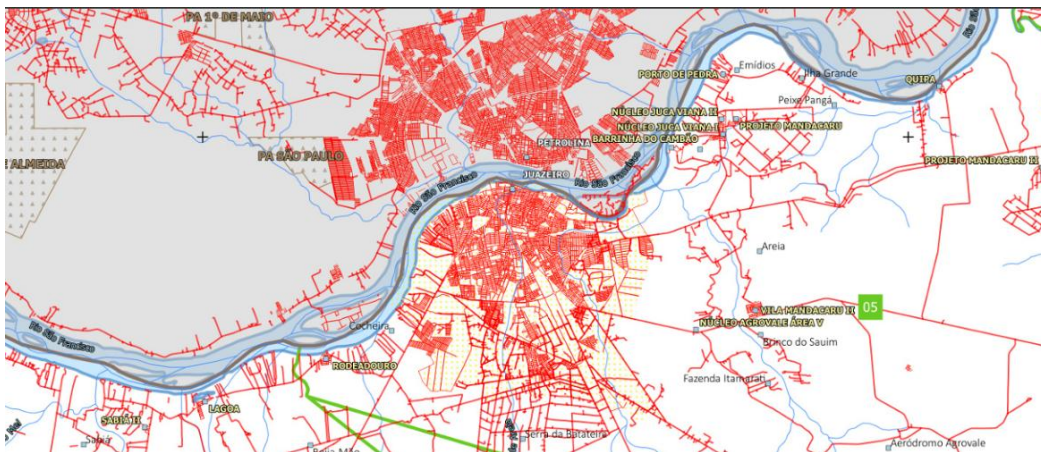 PA 1º DE MAIO
Rio São
Emídios
PORTO DE PEDRA
Ilha Grande
QUIPÁ
Peixe Pangá
NÚCLEO JUCA VIANA II
NÚCLEO JUCA VIANA I
PROJETO MANDACARU
BARRINHA DO CAMBÃO
PETROLINA
PA SÃO PAULO
E ALMEIDA
PROJETO MANDACARU II
JUAZEIRO
Rio São Francisco
Rio São Francisco
Areia
05
VILA MANDACARU II
NÚCLEO AGROVALE ÁREA V
Rio São Francisco
Cocheira
Brinco do Sauim
RODEADOURO
Fazenda Itamarati
LAGOA
SABIÁ II
Serra da Batateira
Aeródromo Agrovale